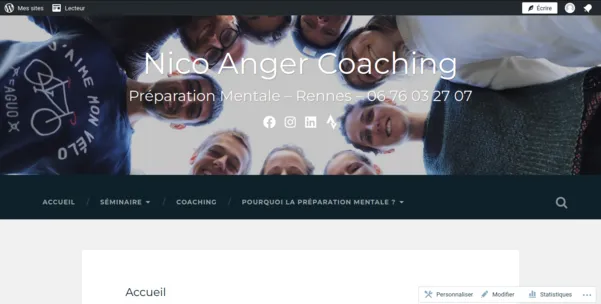 Mes sites
Lecteur
Écrire
Nico Anger Coaching
Préparation Mentale – Rennes – 06 76 03 27 07
J'AIME MON VÉLO
ACCUEIL / SÉMINAIRE / COACHING / POURQUOI LA PRÉPARATION MENTALE ?
Accueil
Personnaliser
Modifier
Statistiques